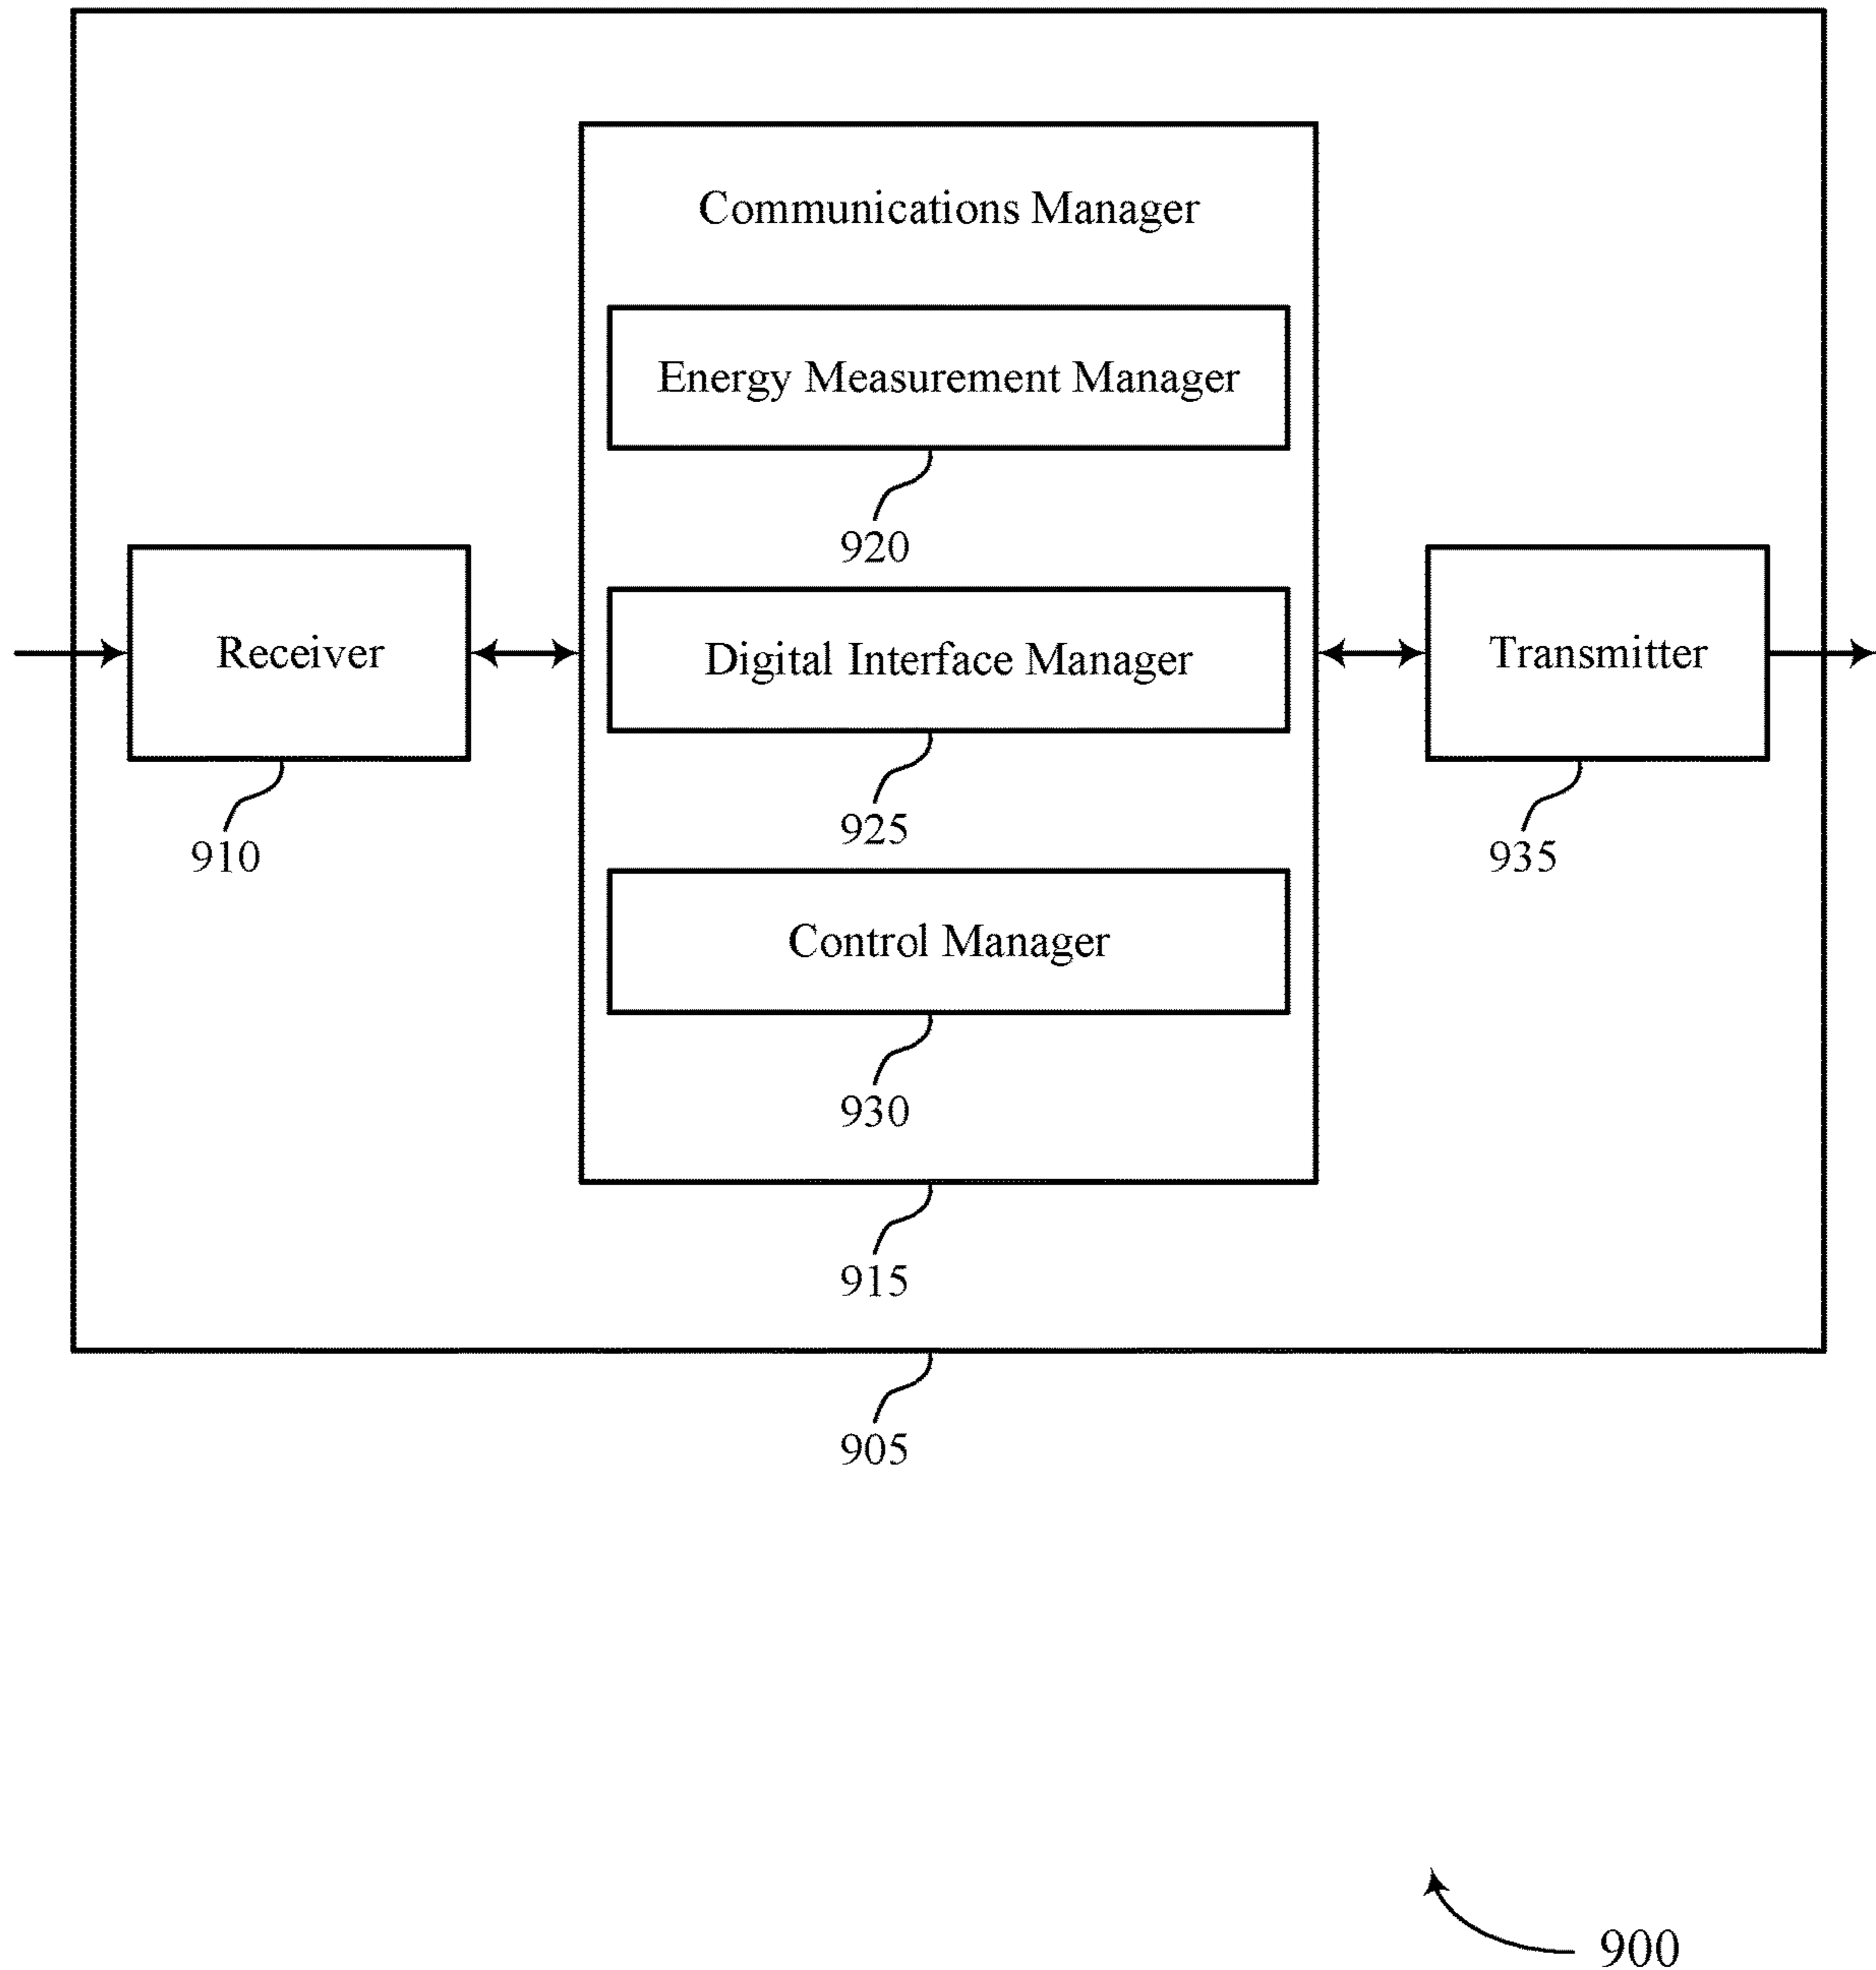 Communications Manager
Energy Measurement Manager
920
Receiver
Digital Interface Manager
Transmitter
910
925
935
Control Manager
930
915
905
900